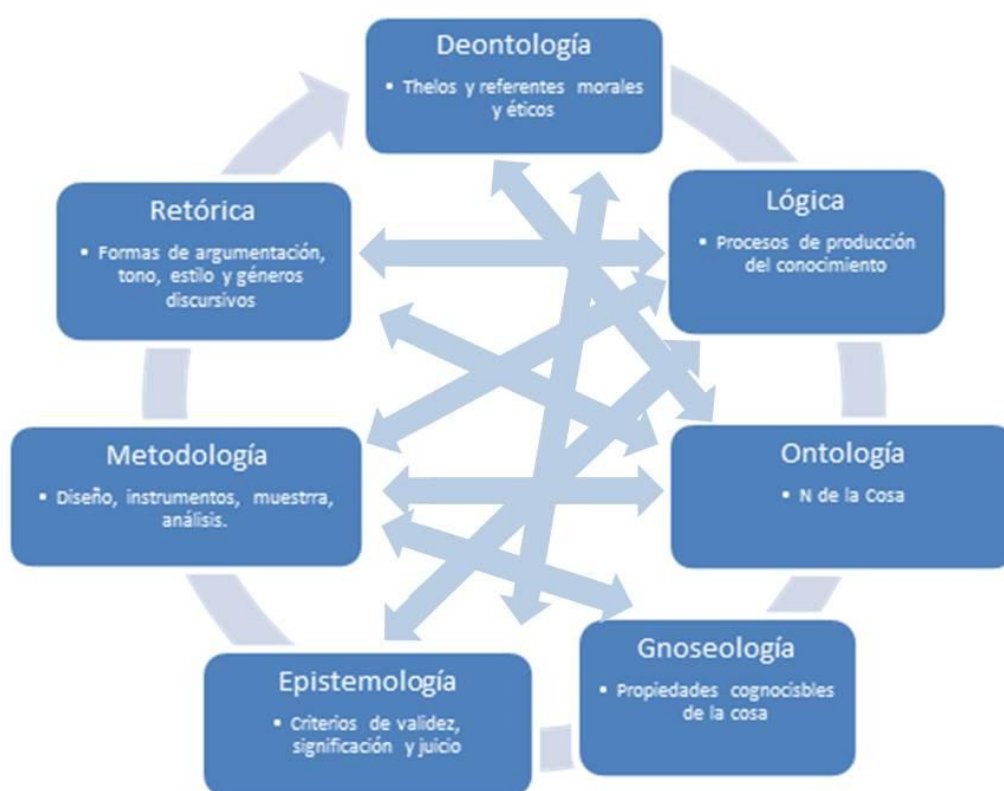 Deontología
▪ Thelos y referentes morales
y éticos
Lógica
▪ Procesos de producción
del conocimiento
Ontología
▪ N de la Cosa
Gnoseología
▪ Propiedades cognocisbles
de la cosa
Epistemología
▪ Criterios de validez,
significación y juicio
Metodología
▪ Diseño, instrumentos, muestrra,
análisis.
Retórica
▪ Formas de argumentación,
tono, estilo y géneros
discursivos